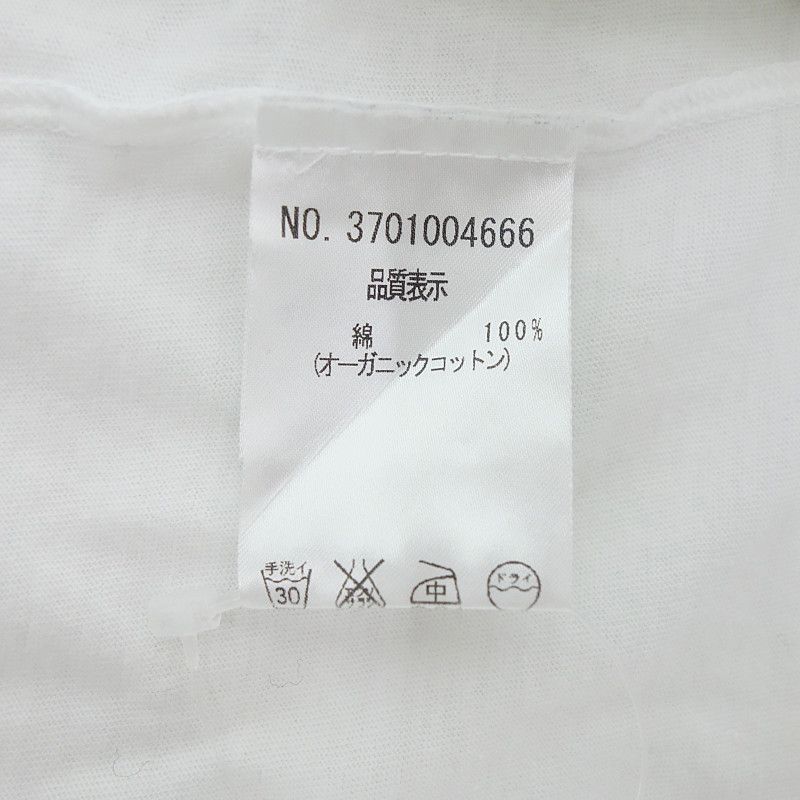 NO. 3701004666
品質表示
綿 100%
(オーガニックコットン)
手洗イ 30 中 ドライ